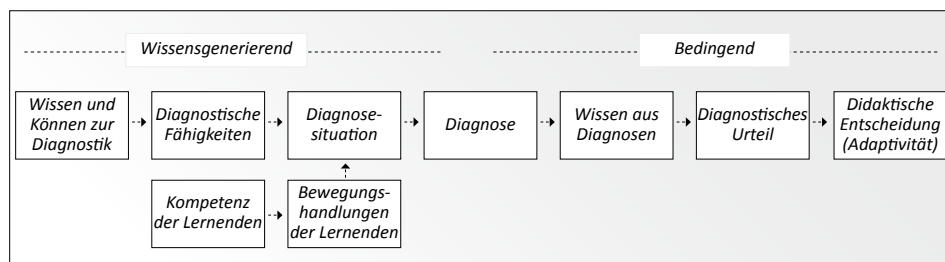 Wissensgenerierend
Bedingend
Wissen und
Können zur
Diagnostik
Diagnostische
Fähigkeiten
Diagnose-
situation
Diagnose
Wissen aus
Diagnosen
Diagnostisches
Urteil
Didaktische
Entscheidung
(Adaptivität)
Kompetenz
der Lernenden
Bewegungs-
handlungen
der Lernenden